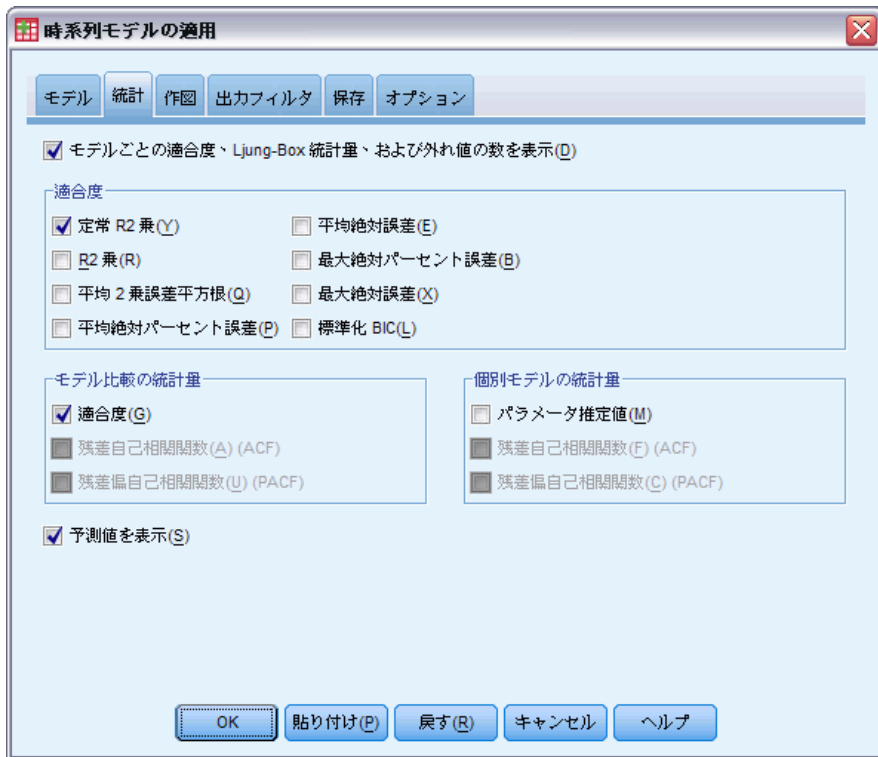 時系列モデルの適用
モデル 統計 作図 出力フィルタ 保存 オプション
モデルごとの適合度、Ljung-Box 統計量、および外れ値の数を表示(D)
適合度
定常 R2 乗(Y)
平均絶対誤差(E)
R2 乗(R)
最大絶対パーセント誤差(B)
平均 2 乗誤差平方根(Q)
最大絶対誤差(X)
平均絶対パーセント誤差(P)
標準化 BIC(L)
モデル比較の統計量
適合度(G)
残差自己相関関数(A) (ACF)
残差偏自己相関関数(U) (PACF)
個別モデルの統計量
パラメータ推定値(M)
残差自己相関関数(F) (ACF)
残差偏自己相関関数(C) (PACF)
予測値を表示(S)
OK 貼り付け(P) 戻す(R) キャンセル ヘルプ